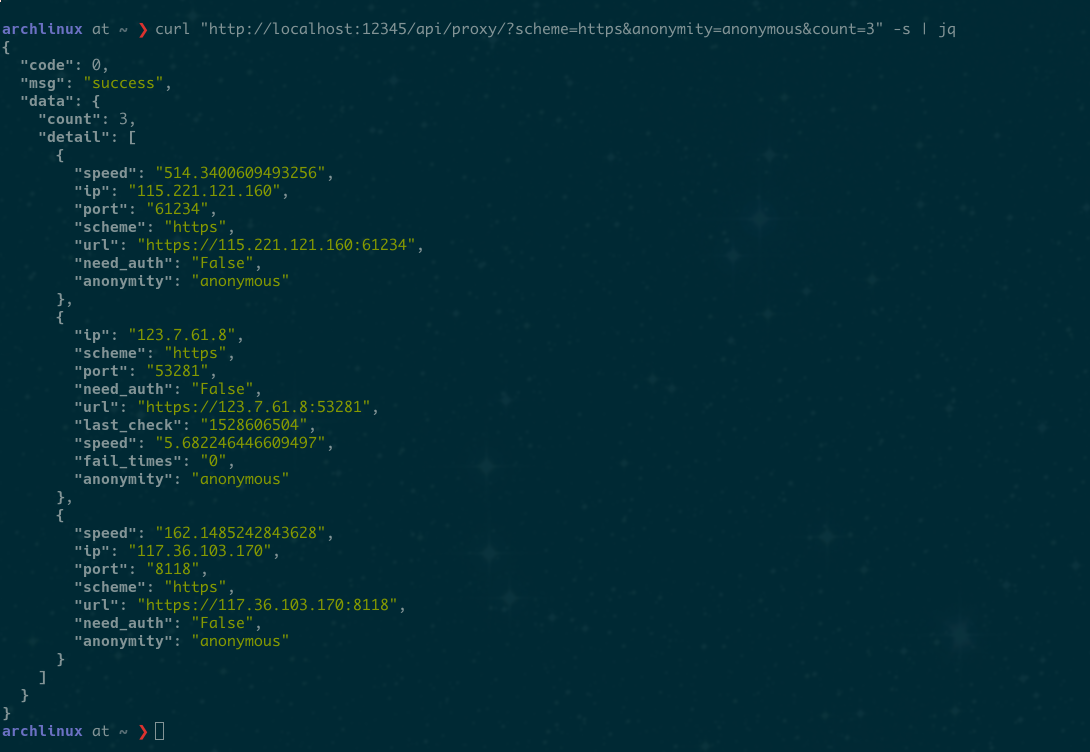 archlinux at ~ ❯ curl "http://localhost:12345/api/proxy/?scheme=https&anonymity=anonymous&count=3" -s | jq
{
  "code": 0,
  "msg": "success",
  "data": {
    "count": 3,
    "detail": [
      {
        "speed": "514.3400609493256",
        "ip": "115.221.121.160",
        "port": "61234",
        "scheme": "https",
        "url": "https://115.221.121.160:61234",
        "need_auth": "False",
        "anonymity": "anonymous"
      },
      {
        "ip": "123.7.61.8",
        "scheme": "https",
        "port": "53281",
        "need_auth": "False",
        "url": "https://123.7.61.8:53281",
        "last_check": "1528606504",
        "speed": "5.682246446609497",
        "fail_times": "0",
        "anonymity": "anonymous"
      },
      {
        "speed": "162.1485242843628",
        "ip": "117.36.103.170",
        "port": "8118",
        "scheme": "https",
        "url": "https://117.36.103.170:8118",
        "need_auth": "False",
        "anonymity": "anonymous"
      }
    ]
  }
}
archlinux at ~ ❯